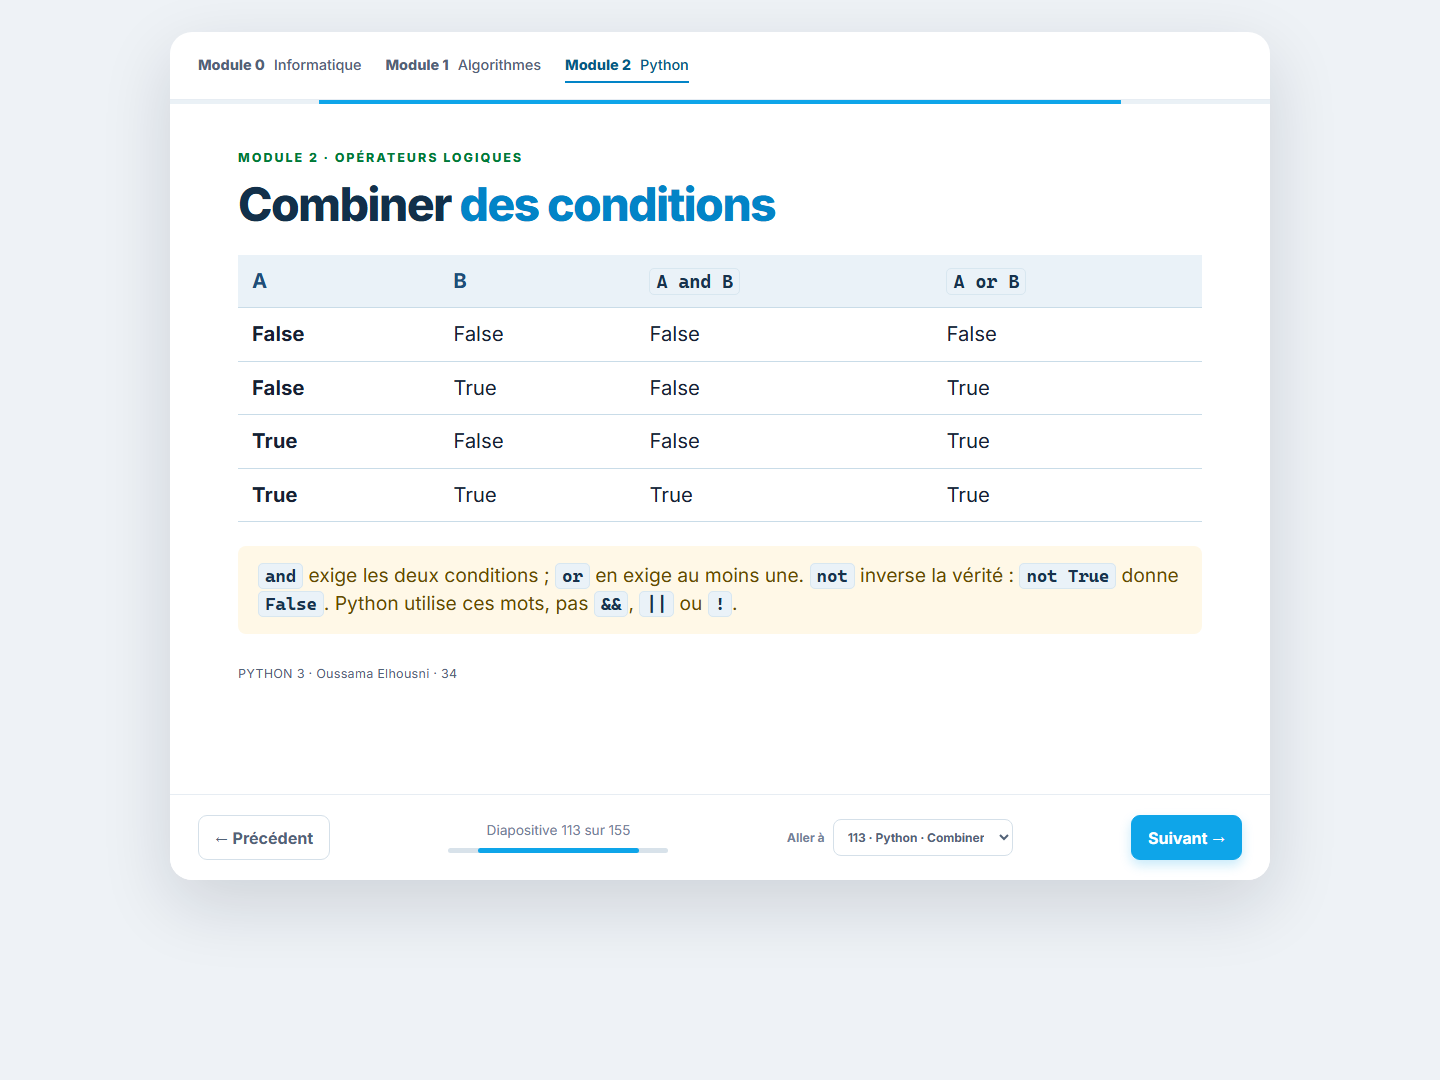 Module 0 Informatique Module 1 Algorithmes Module 2 Python
MODULE 2 · OPÉRATEURS LOGIQUES
Combiner des conditions
A B A and B A or B
False False False False
False True False True
True False False True
True True True True
and exige les deux conditions ; or en exige au moins une. not inverse la vérité : not True donne
False. Python utilise ces mots, pas &&, || ou !.
PYTHON 3 · Oussama Elhousni · 34
← Précédent Diapositive 113 sur 155 Aller à 113 · Python · Combiner Suivant →